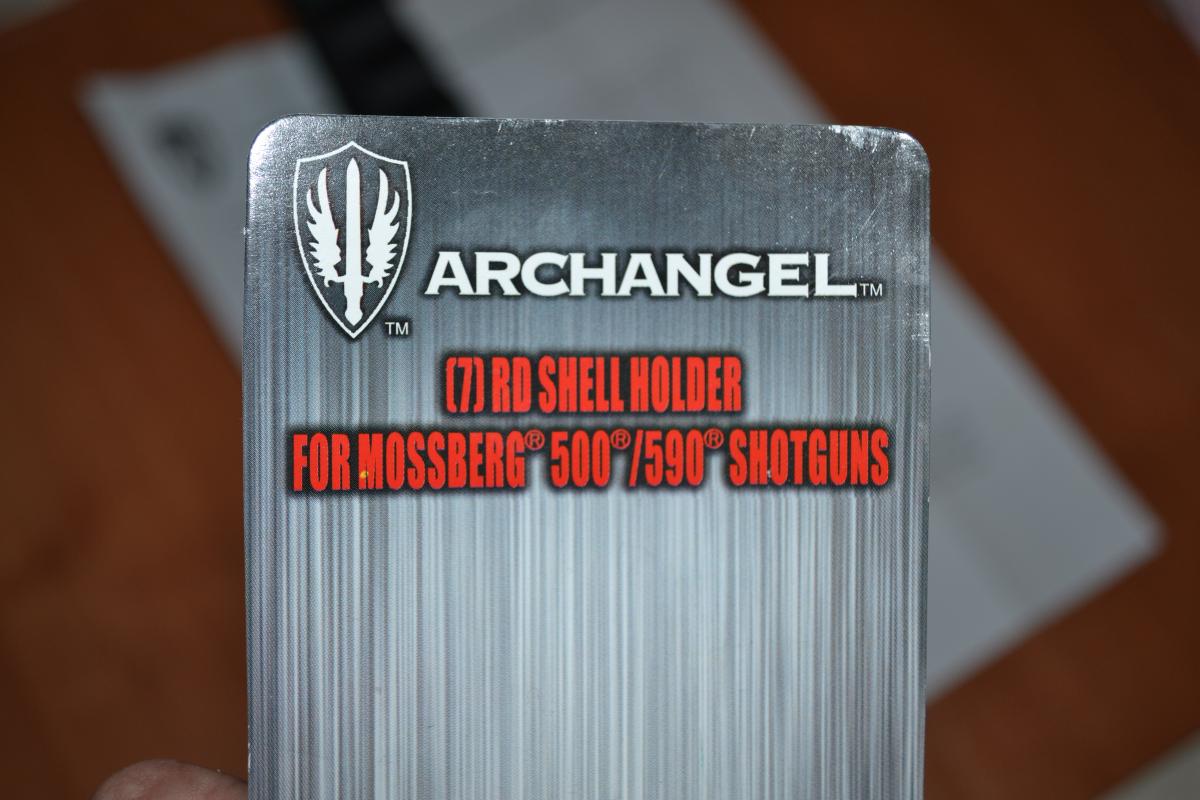 ARCHANGEL™
TM
(7) RD SHELL HOLDER
FOR MOSSBERG® 500®/590® SHOTGUNS